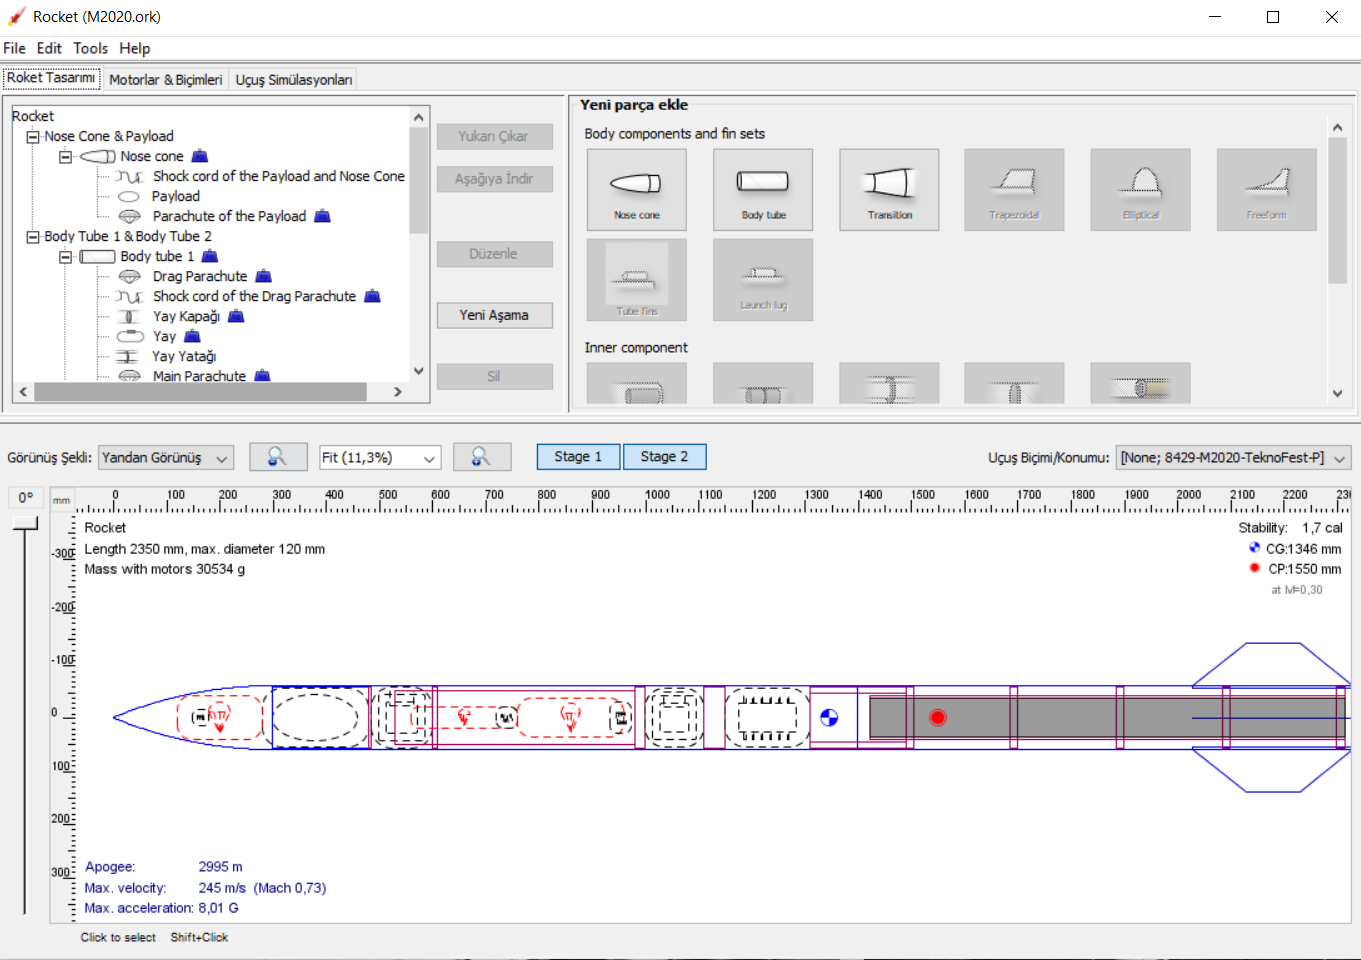 Rocket (M2020.ork)
File Edit Tools Help
Roket Tasarımı Motorlar & Biçimleri Uçuş Simülasyonları
Rocket
Nose Cone & Payload
Nose cone
Shock cord of the Payload and Nose Cone
Payload
Parachute of the Payload
Body Tube 1 & Body Tube 2
Body tube 1
Drag Parachute
Shock cord of the Drag Parachute
Yay Kapağı
Yay
Yay Yatağı
Main Parachute
Yukarı Çıkar
Aşağıya İndir
Düzenle
Yeni Aşama
Sil
Yeni parça ekle
Body components and fin sets
Nose cone Body tube Transition Trapezoidal Elliptical Freeform
Tube fins Launch lug
Inner component
Görünüş Şekli: Yandan Görünüş Fit (11,3%) Stage 1 Stage 2 Uçuş Biçimi/Konumu: [None; 8429-M2020-TeknoFest-P]
0° mm 0 100 200 300 400 500 600 700 800 900 1000 1100 1200 1300 1400 1500 1600 1700 1800 1900 2000 2100 2200 230
Rocket
Length 2350 mm, max. diameter 120 mm
Mass with motors 30534 g
Stability: 1,7 cal
CG:1346 mm
CP:1550 mm
at M=0,30
-300
-200
-100
0
100
200
300
Apogee: 2995 m
Max. velocity: 245 m/s (Mach 0,73)
Max. acceleration: 8,01 G
Click to select Shift+Click